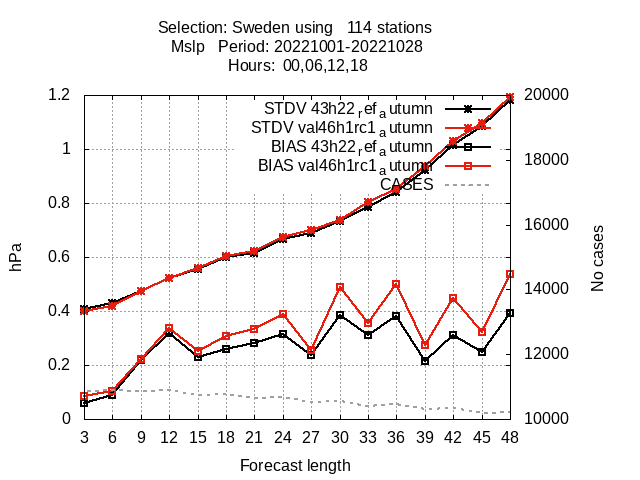 Selection: Sweden using   114 stations
Mslp   Period: 20221001-20221028
Hours:  00,06,12,18
STDV 43h22ref_autumn
STDV val46h1rc1_autumn
BIAS 43h22ref_autumn
BIAS val46h1rc1_autumn
CASES
1.2
1
0.8
0.6
0.4
0.2
0
hPa
20000
18000
16000
14000
12000
10000
No cases
3 6 9 12 15 18 21 24 27 30 33 36 39 42 45 48
Forecast length